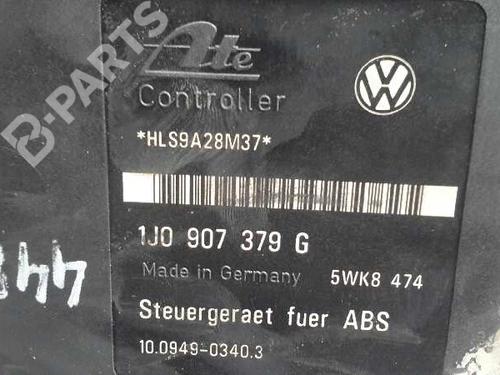 B-PARTS
Ate
Controller
*HLS9A28M37*
1J0 907 379 G
Made in Germany 5WK8 474
Steuergeraet fuer ABS
10.0949-0340.3